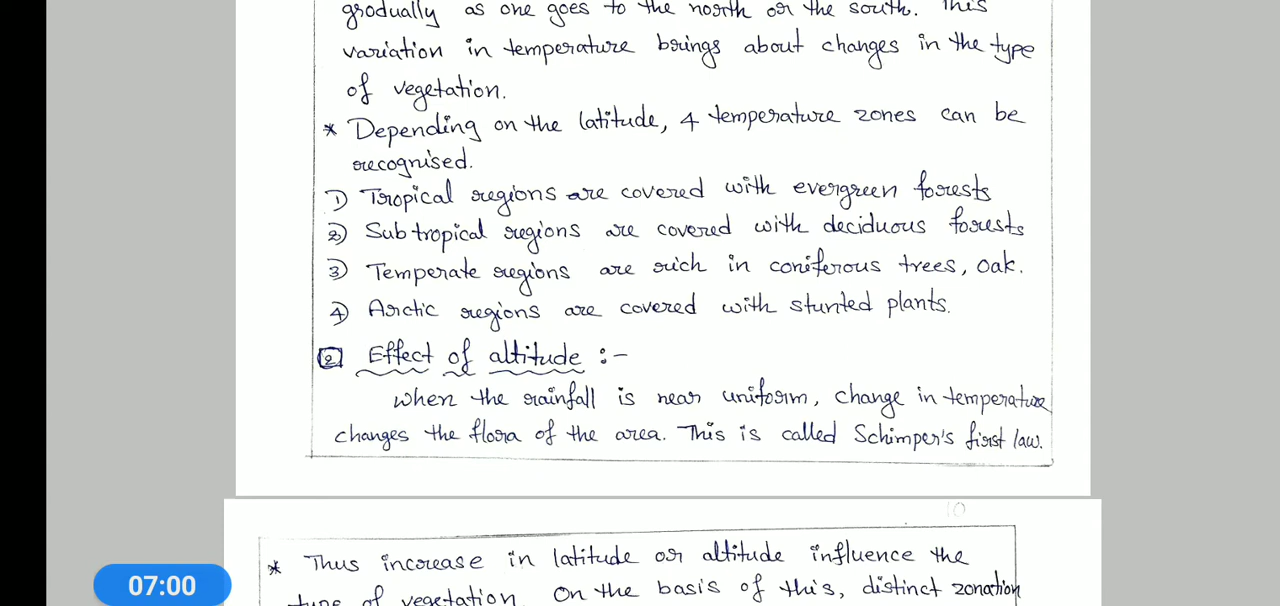 gradually as one goes to the north or the south. This
variation in temperature brings about changes in the type
of vegetation.
* Depending on the latitude, 4 temperature zones can be
recognised.
1) Tropical regions are covered with evergreen forests
2) Sub tropical regions are covered with deciduous forests
3) Temperate regions are rich in coniferous trees, oak.
4) Arctic regions are covered with stunted plants.
2 Effect of altitude :-
when the rainfall is near uniform, change in temperature
changes the flora of the area. This is called Schimper's first law.
10
* Thus increase in latitude or altitude influence the
type of vegetation. On the basis of this, distinct zonation
07:00